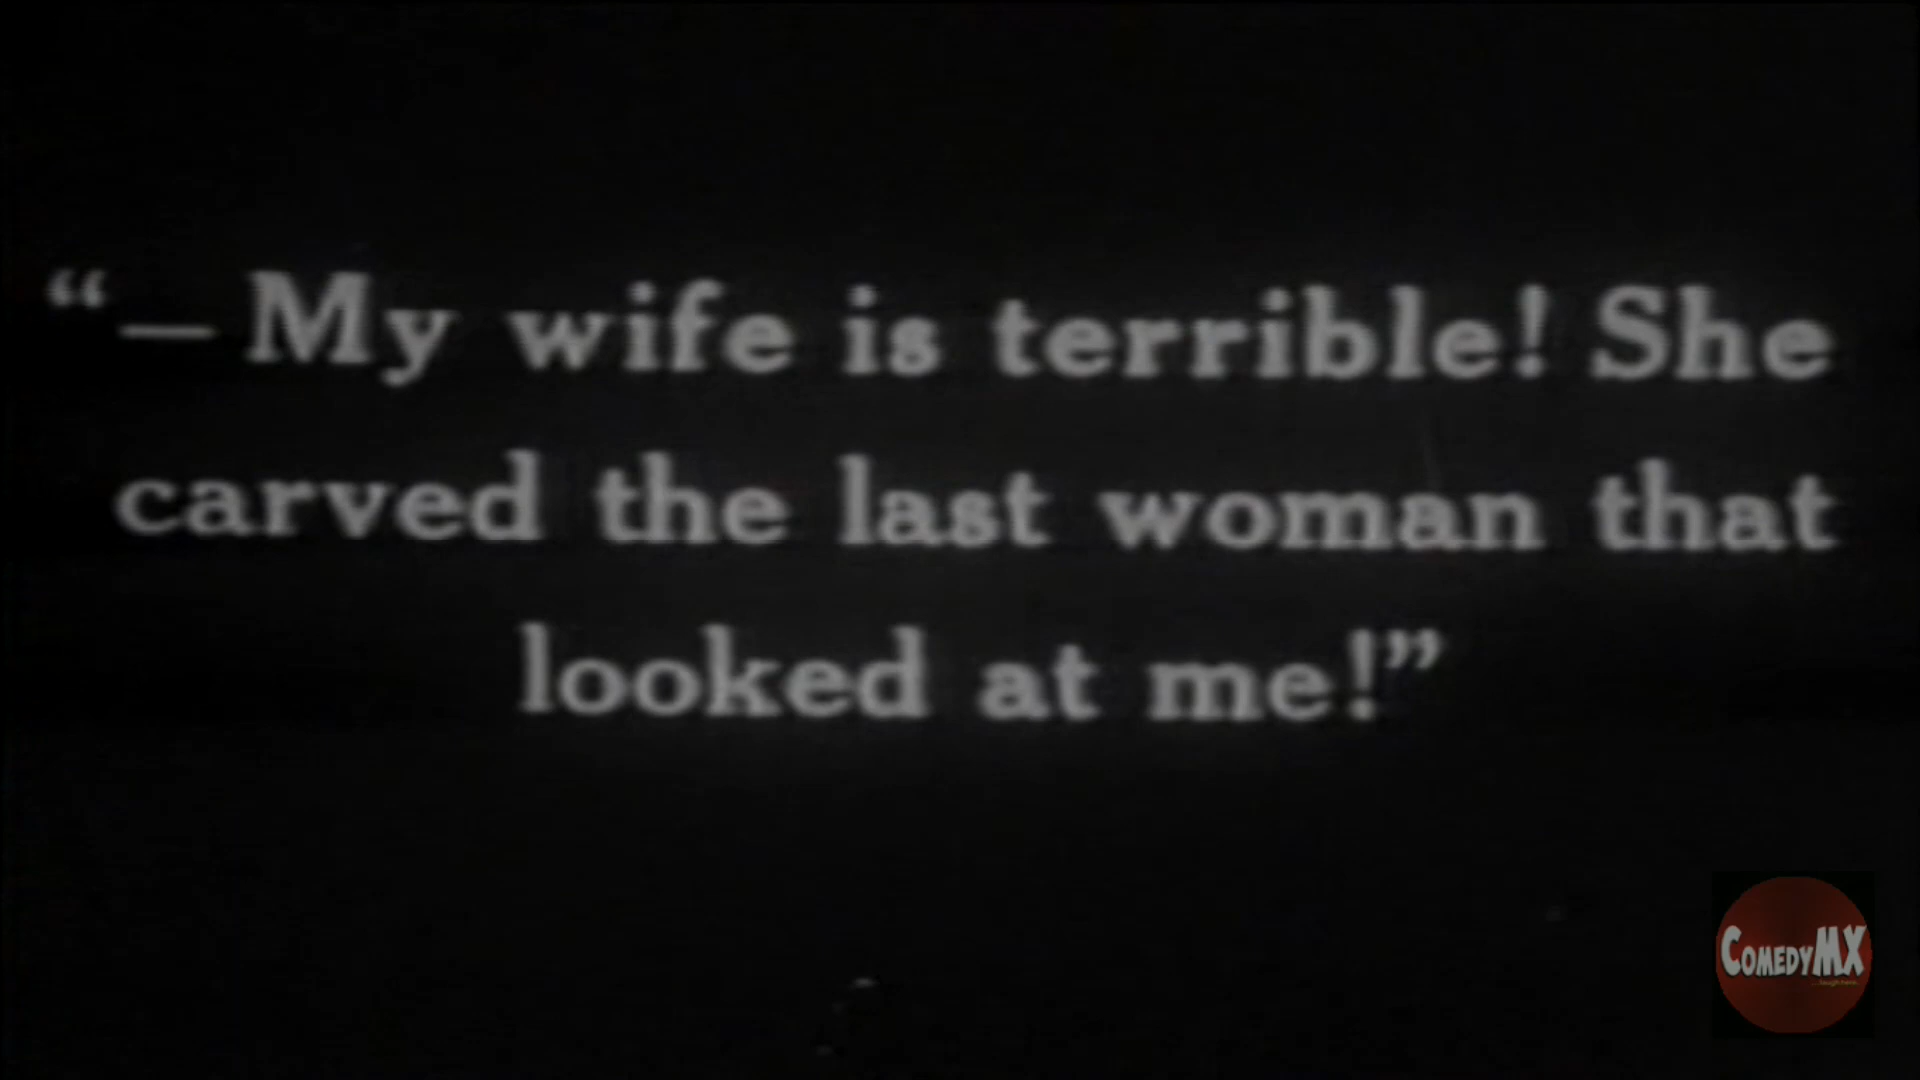 “—My wife is terrible! She
carved the last woman that
looked at me!”
COMEDYMX